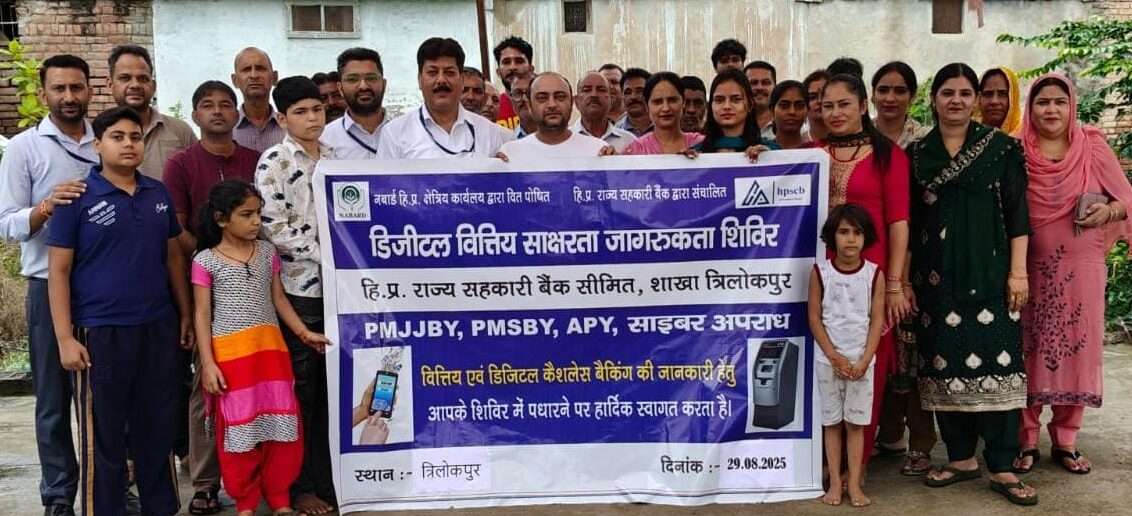 NABARD
नबार्ड हि.प्र. क्षेत्रिय कार्यलय द्वारा वित पोषित हि.प्र. राज्य सहकारी बैंक द्वारा संचालित
hpscb
डिजीटल वित्तिय साक्षरता जागरुकता शिविर
हि.प्र. राज्य सहकारी बैंक सीमित, शाखा त्रिलोकपुर
PMJJBY, PMSBY, APY, साइबर अपराध
वित्तिय एवं डिजिटल कैशलेस बैकिंग की जानकारी हेतु
आपके शिविर में पधारने पर हार्दिक स्वागत करता है।
स्थान :- त्रिलोकपुर दिनांक :- 29.08.2025